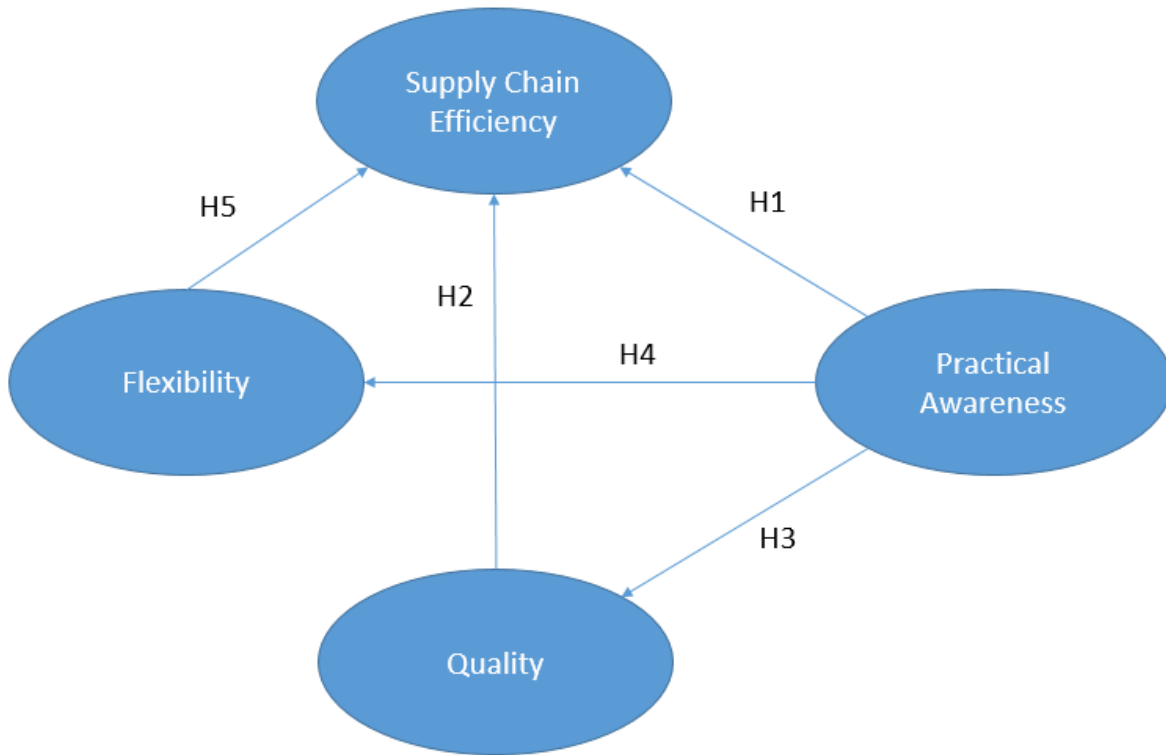 Supply Chain
Efficiency
H5
H1
H2
H4
Flexibility
Practical
Awareness
H3
Quality